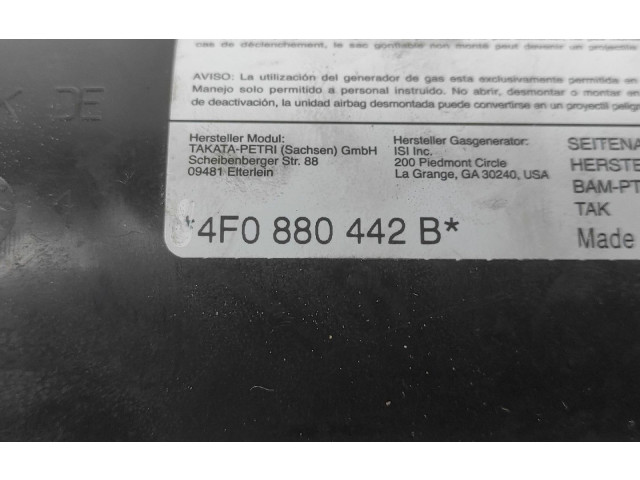 cas de déclenchement, le sac gonflable non monté peut devenir un projectile
AVISO: La utilización del generador de gas esta exclusivamente permitida en
Manejo solo permitido a personal instruido. No abrir, desmontar o montar en
de deactivación, la unidad airbag desmontada puede convertirse en un proyectil
Hersteller Modul:
TAKATA-PETRI (Sachsen) GmbH
Scheibenberger Str. 88
09481 Elterlein
Hersteller Gasgenerator:
ISI Inc.
200 Piedmont Circle
La Grange, GA 30240, USA
SEITENA
HERSTE
BAM-PT
TAK
Made
*4F0 880 442 B*
DE